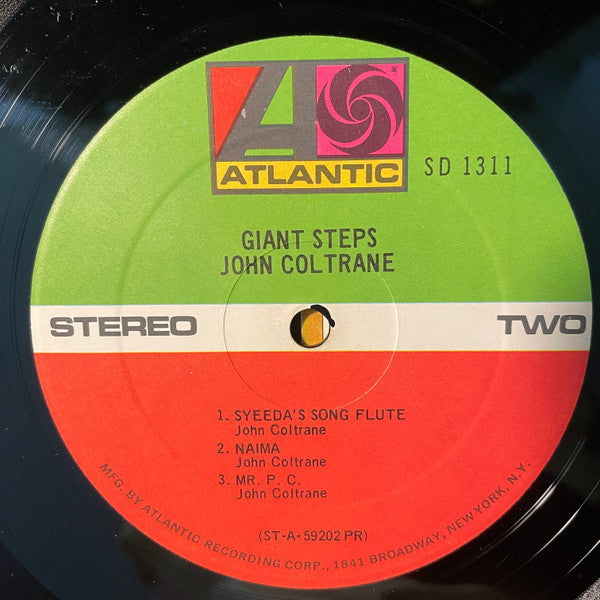 ATLANTIC
SD 1311
GIANT STEPS
JOHN COLTRANE
STEREO
TWO
1. SYEEDA'S SONG FLUTE
John Coltrane
2. NAIMA
John Coltrane
3. MR. P. C.
John Coltrane
(ST-A-59202 PR)
MFG. BY ATLANTIC RECORDING CORP., 1841 BROADWAY, NEW YORK, N.Y.